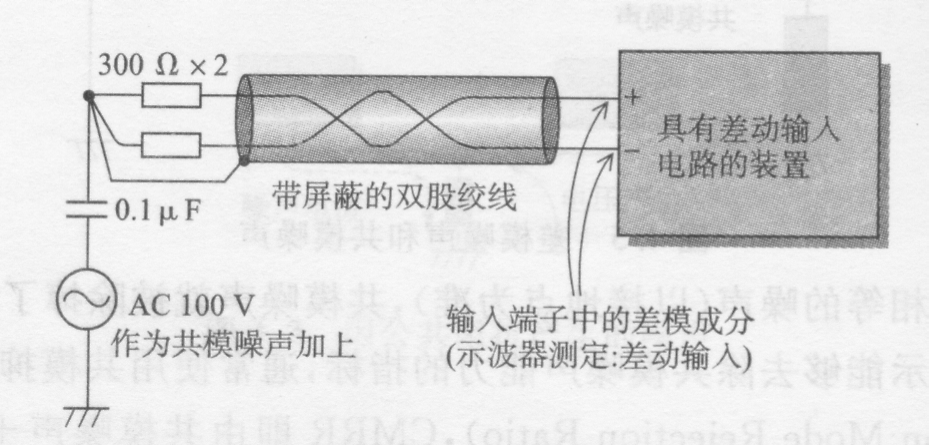 300 Ω × 2
+
具有差动输入
−
电路的装置
带屏蔽的双股绞线
0.1 μ F
AC 100 V
作为共模噪声加上
输入端子中的差模成分
(示波器测定:差动输入)